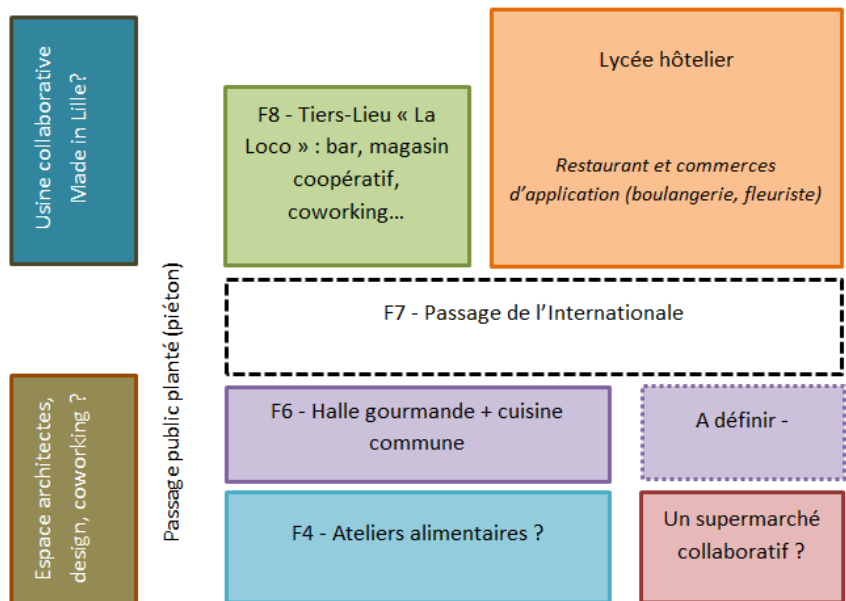 Usine collaborative
Made in Lille?
F8 - Tiers-Lieu « La
Loco » : bar, magasin
coopératif,
coworking…
Lycée hôtelier
Restaurant et commerces
d’application (boulangerie, fleuriste)
Passage public planté (piéton)
F7 - Passage de l’Internationale
Espace architectes,
design, coworking ?
F6 - Halle gourmande + cuisine
commune
A définir -
F4 - Ateliers alimentaires ?
Un supermarché
collaboratif ?